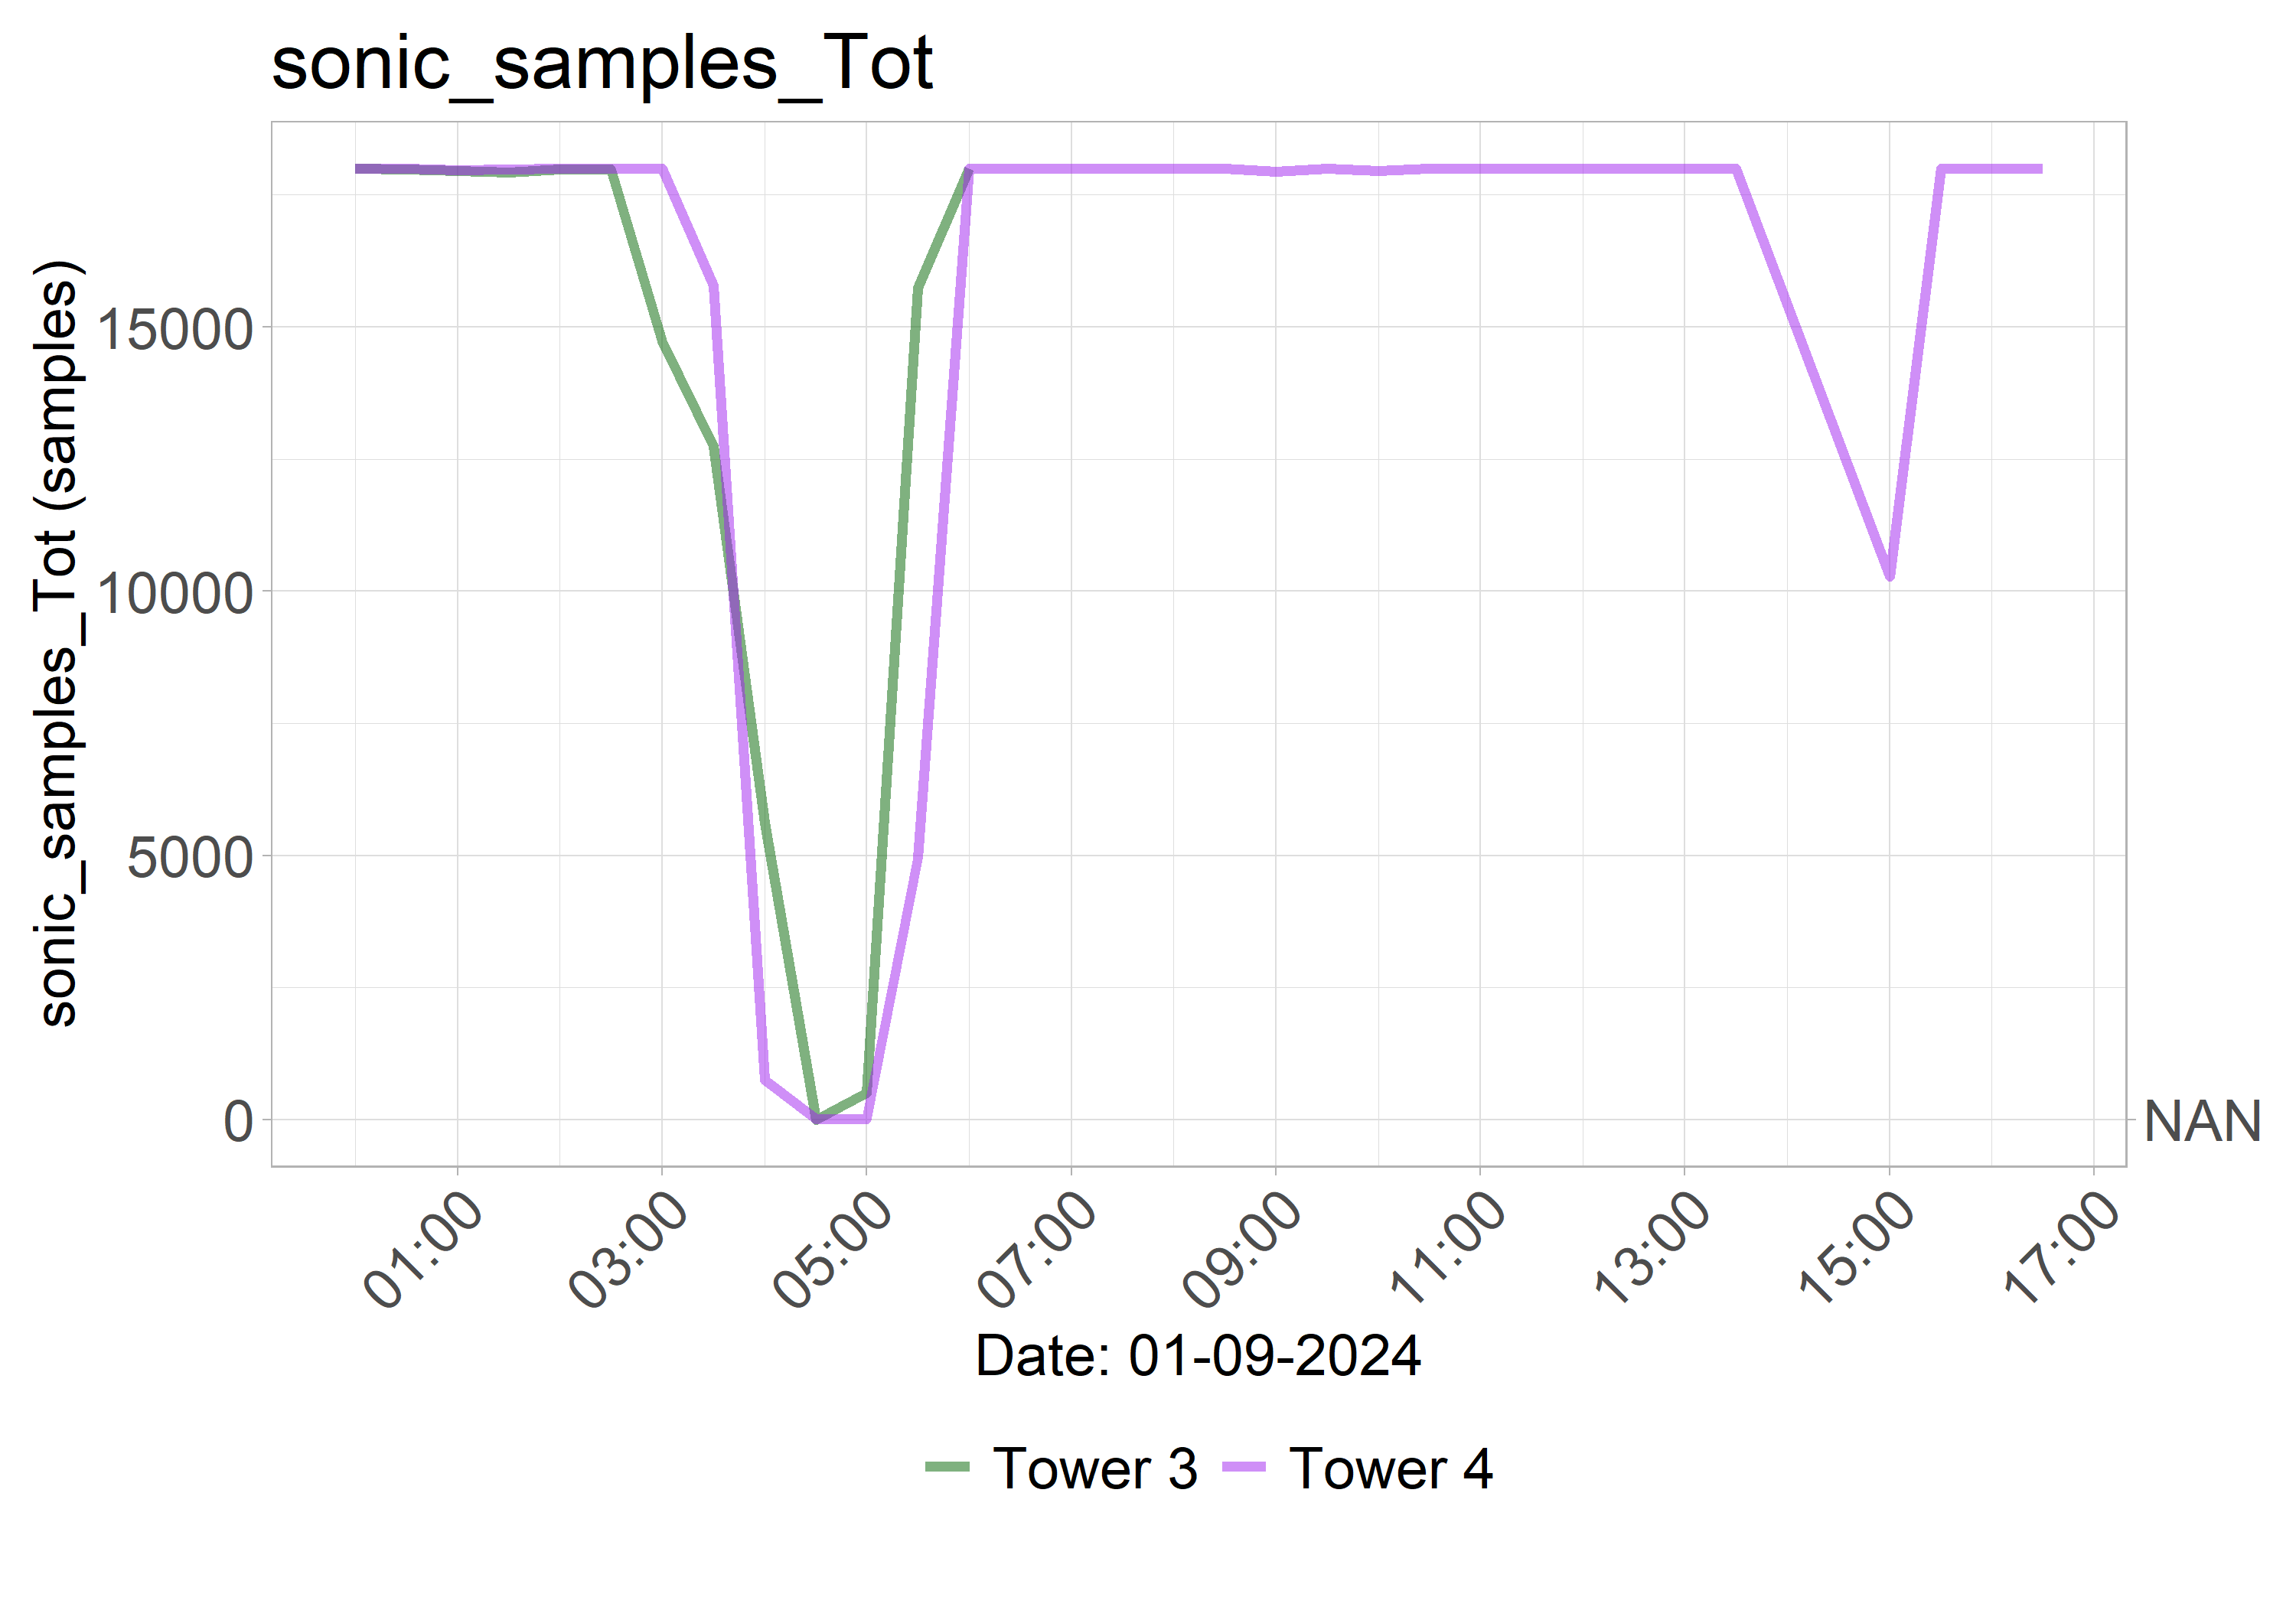 sonic_samples_Tot
sonic_samples_Tot (samples)
15000
10000
5000
0
NAN
01:00
03:00
05:00
07:00
09:00
11:00
13:00
15:00
17:00
Date: 01-09-2024
Tower 3
Tower 4